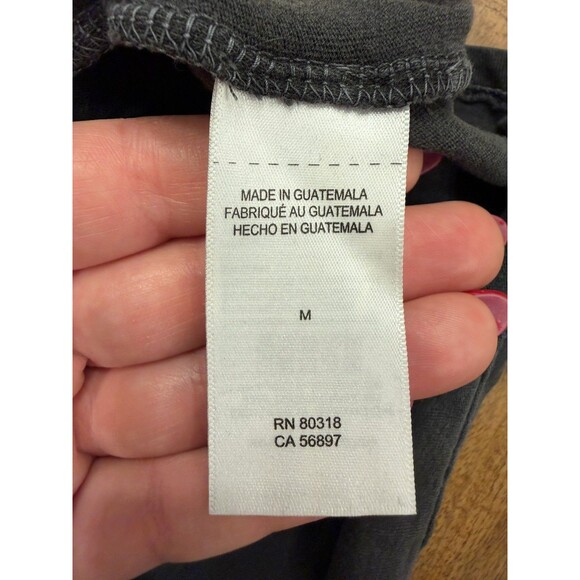 MADE IN GUATEMALA
FABRIQUÉ AU GUATEMALA
HECHO EN GUATEMALA
M
RN 80318
CA 56897